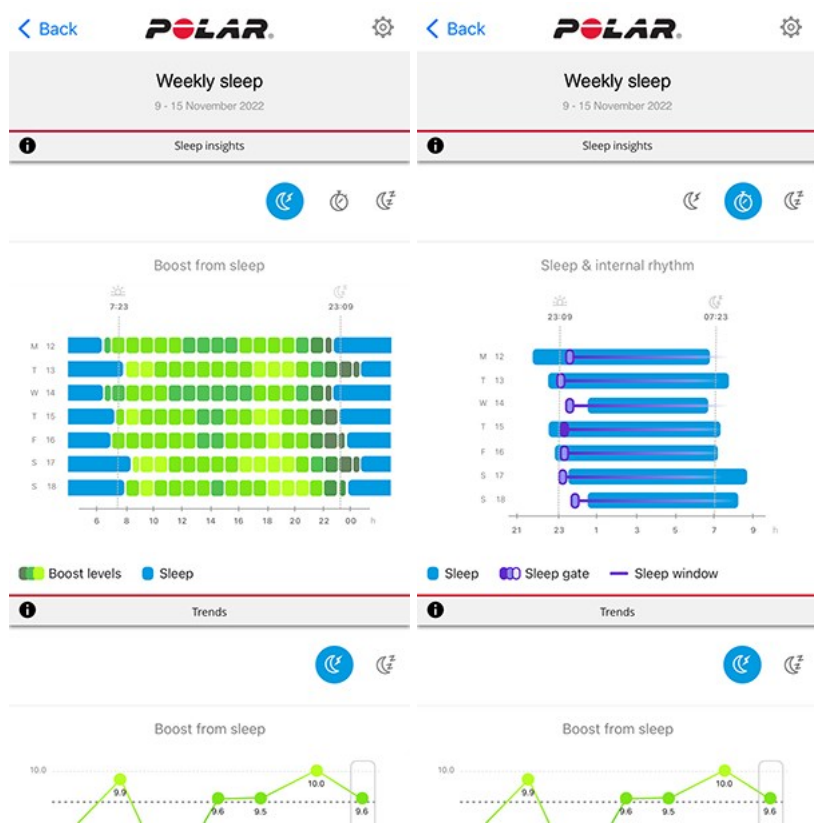 Back
POLAR.
Weekly sleep
9 - 15 November 2022
Sleep insights
Boost from sleep
7:23
23:09
M 12
T 13
W 14
T 15
F 16
S 17
S 18
6 8 10 12 14 16 18 20 22 00 h
Boost levels Sleep
Trends
Boost from sleep
10.0
9.9 9.6 9.5 10.0 9.6
Back
POLAR.
Weekly sleep
9 - 15 November 2022
Sleep insights
Sleep & internal rhythm
23:09
07:23
M 12
T 13
W 14
T 15
F 16
S 17
S 18
21 23 1 3 5 7 9 h
Sleep Sleep gate Sleep window
Trends
Boost from sleep
10.0
9.9 9.6 9.5 10.0 9.6